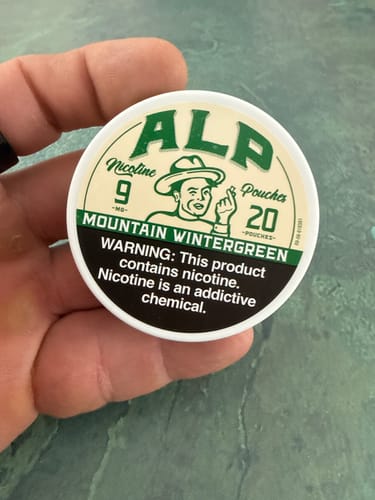 ALP
Nicotine
Pouches
9
-MG-
20
-POUCHES-
MOUNTAIN WINTERGREEN
WARNING: This product
contains nicotine.
Nicotine is an addictive
chemical.